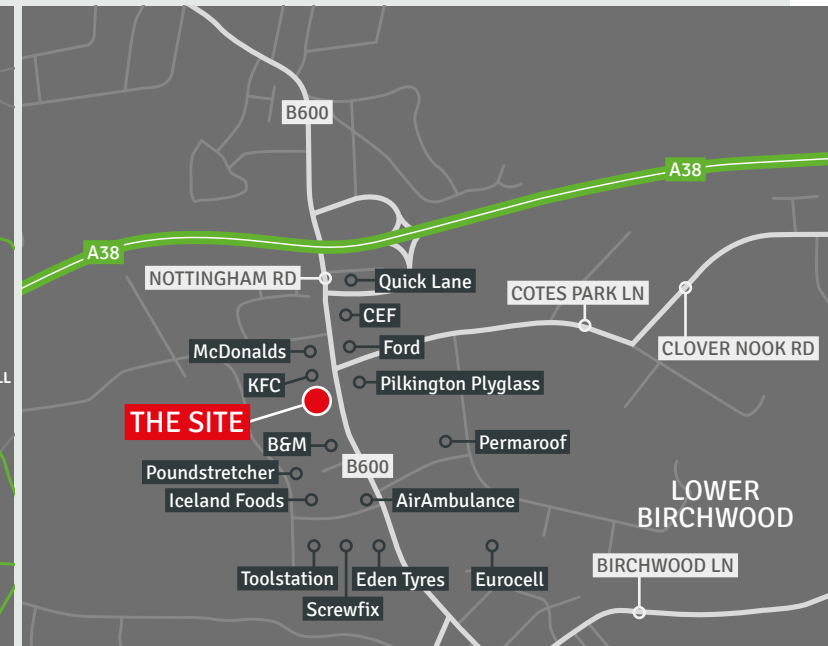 B600
A38
A38
NOTTINGHAM RD
Quick Lane
COTES PARK LN
CEF
McDonalds
Ford
CLOVER NOOK RD
KFC
Pilkington Plyglass
THE SITE
B&M
Permaroof
B600
Poundstretcher
Iceland Foods
AirAmbulance
LOWER
BIRCHWOOD
BIRCHWOOD LN
Toolstation
Eden Tyres
Eurocell
Screwfix